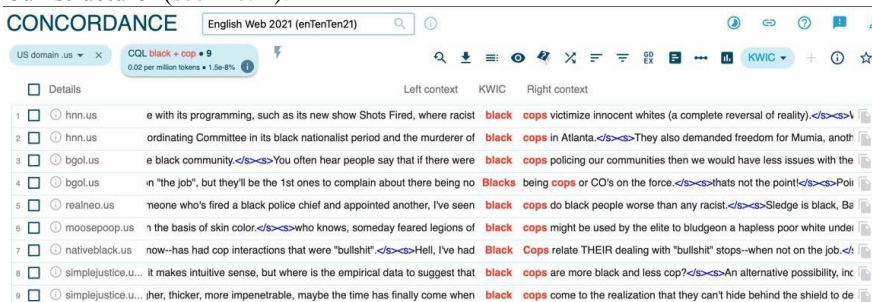 CONCORDANCE English Web 2021 (enTenTen21)
US domain .us CQL black + cop • 9
0.02 per million tokens • 1.5e-8%
KWIC
Details Left context KWIC Right context
1 hnn.us e with its programming, such as its new show Shots Fired, where racist black cops victimize innocent whites (a complete reversal of reality).</s><s>
2 hnn.us ordinating Committee in its black nationalist period and the murderer of black cops in Atlanta.</s><s>They also demanded freedom for Mumia, anoth
3 bgol.us e black community.</s><s>You often hear people say that if there were black cops policing our communities then we would have less issues with the
4 bgol.us n "the job", but they'll be the 1st ones to complain about there being no Blacks being cops or CO's on the force.</s><s>thats not the point!</s><s>Poi
5 realneo.us meone who's fired a black police chief and appointed another, I've seen black cops do black people worse than any racist.</s><s>Sledge is black, Ba
6 moosepoop.us n the basis of skin color.</s><s>who knows, someday feared legions of black cops might be used by the elite to bludgeon a hapless poor white unde
7 nativeblack.us now--has had cop interactions that were "bullshit".</s><s>Hell, I've had Black Cops Relate THEIR dealing with "bullshit" stops--when not on the job.</
8 simplejustice.u... it makes intuitive sense, but where is the empirical data to suggest that black cops are more black and less cop?</s><s>An alternative possibility, inc
9 simplejustice.u... gher, thicker, more impenetrable, maybe the time has finally come when black cops come to the realization that they can't hide behind the shield to de